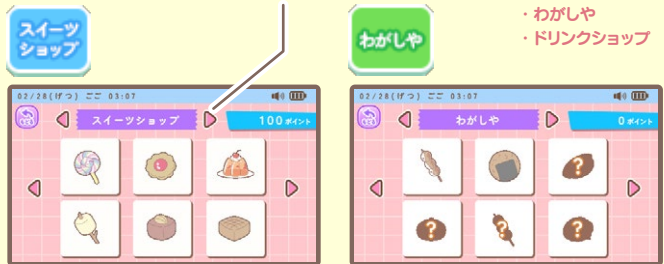 スイーツ
ショップ
わがしや
・わがしや
・ドリンクショップ
02/28(げつ) ごご 03:07
スイーツショップ
100 ポイント
02/28(げつ) ごご 03:07
わがしや
0 ポイント
?
?
?
?